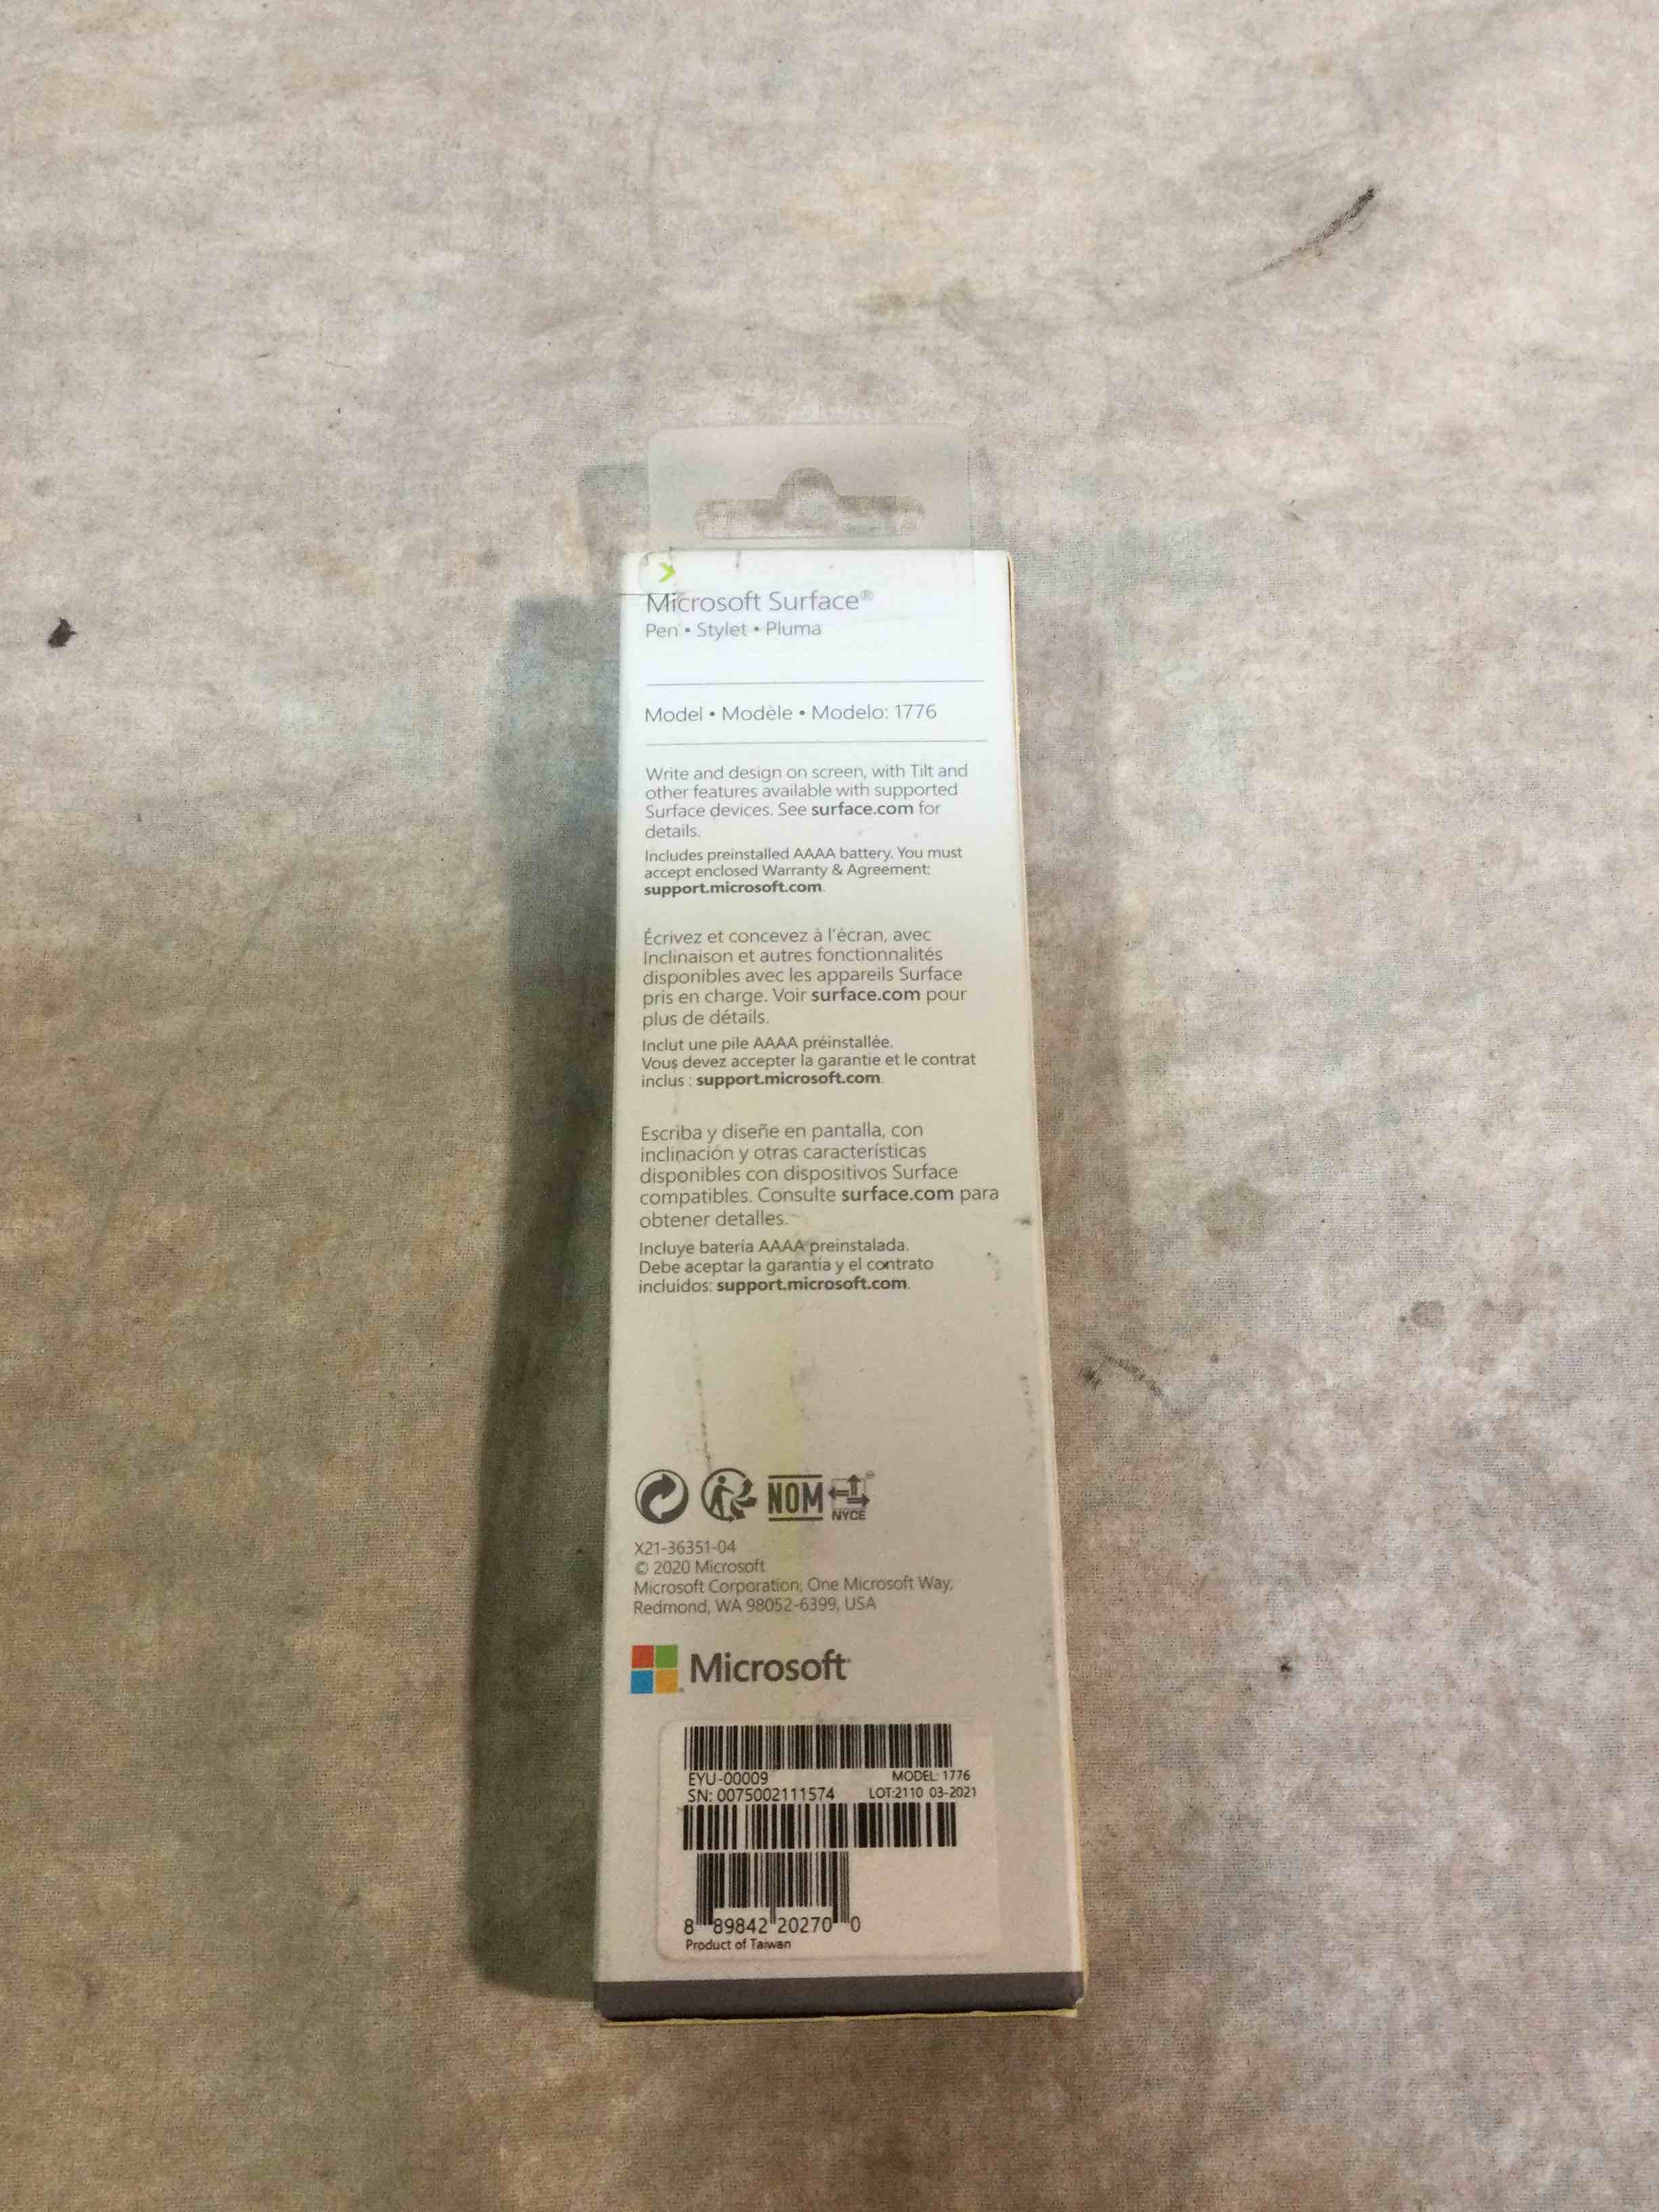 Microsoft Surface®
Pen • Stylet • Pluma
Model • Modèle • Modelo: 1776
Write and design on screen, with Tilt and
other features available with supported
Surface devices. See surface.com for
details.
Includes preinstalled AAAA battery. You must
accept enclosed Warranty & Agreement:
support.microsoft.com.
Écrivez et concevez à l'écran, avec
Inclinaison et autres fonctionnalités
disponibles avec les appareils Surface
pris en charge. Voir surface.com pour
plus de détails.
Inclut une pile AAAA préinstallée.
Vous devez accepter la garantie et le contrat
inclus : support.microsoft.com.
Escriba y diseñe en pantalla, con
inclinación y otras características
disponibles con dispositivos Surface
compatibles. Consulte surface.com para
obtener detalles.
Incluye batería AAAA preinstalada.
Debe aceptar la garantía y el contrato
incluidos: support.microsoft.com.
NOM NYCE
X21-36351-04
© 2020 Microsoft
Microsoft Corporation, One Microsoft Way,
Redmond, WA 98052-6399, USA
Microsoft
EYU-00009 MODEL: 1776
SN: 0075002111574 LOT:2110 03-2021
8 89842 20270 0
Product of Taiwan